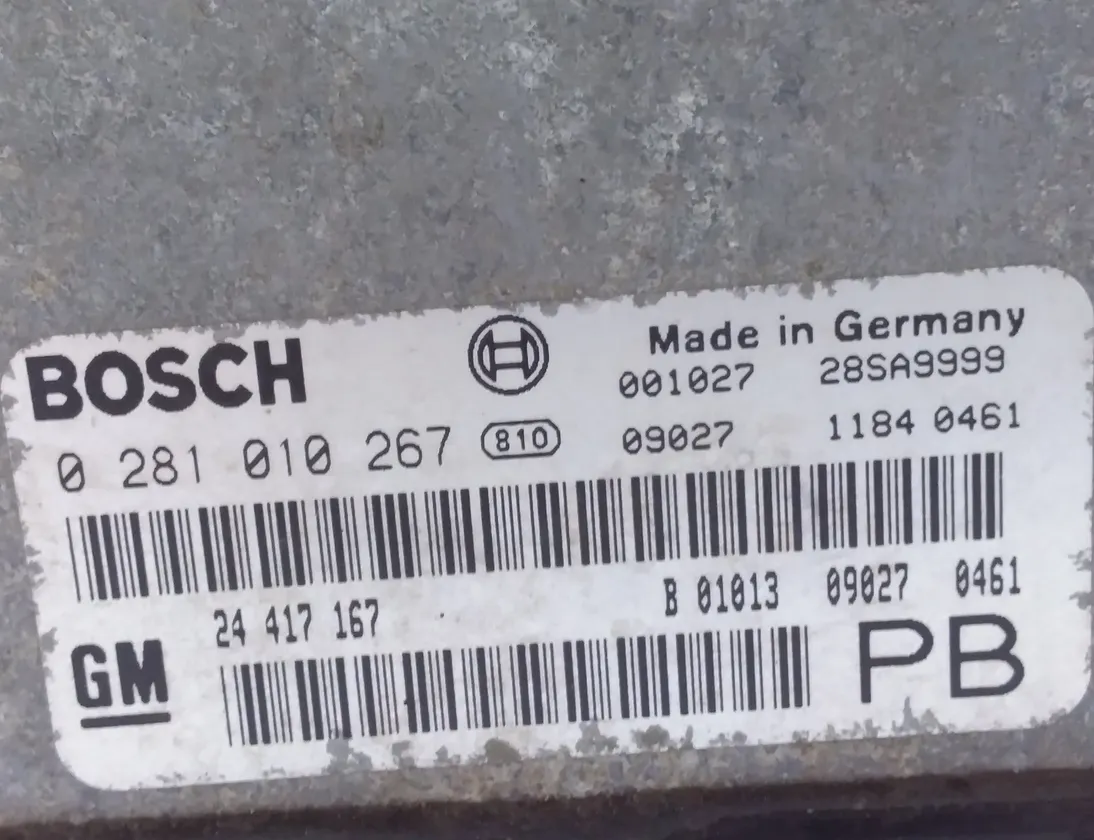 BOSCH
Made in Germany
001027 28SA9999
0 281 010 267 810 09027 1184 0461
24 417 167 B 01013 09027 0461
GM PB